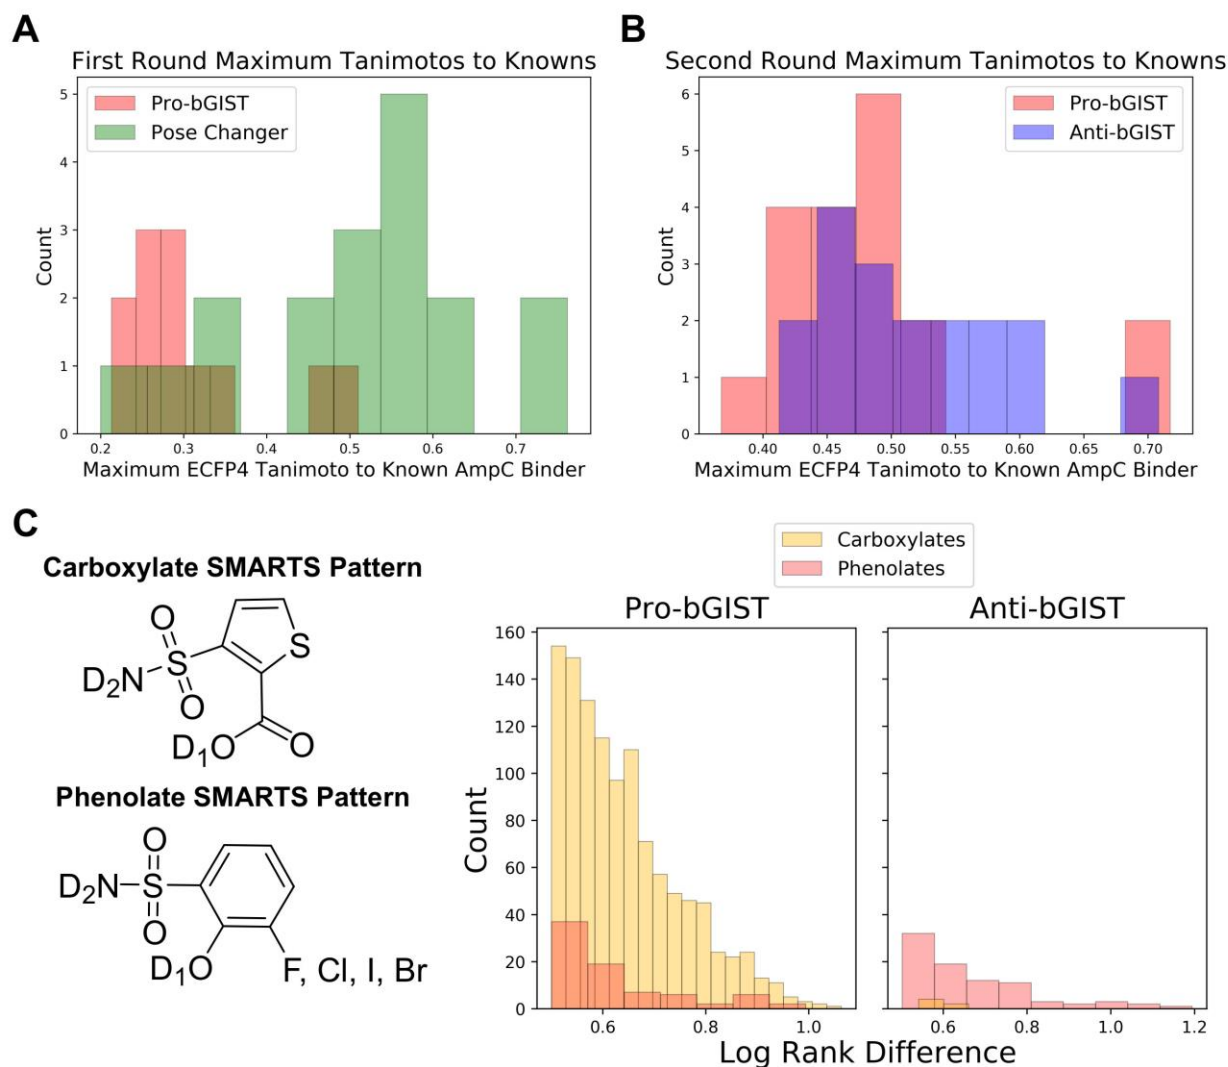 A
First Round Maximum Tanimotos to Knowns
Pro-bGIST
Pose Changer
5
4
3
2
1
0
Count
0.2 0.3 0.4 0.5 0.6 0.7
Maximum ECFP4 Tanimoto to Known AmpC Binder
B
Second Round Maximum Tanimotos to Knowns
Pro-bGIST
Anti-bGIST
6
5
4
3
2
1
0
Count
0.40 0.45 0.50 0.55 0.60 0.65 0.70
Maximum ECFP4 Tanimoto to Known AmpC Binder
C
Carboxylate SMARTS Pattern
O
S
D₂N
S
O
D₁O
O
Phenolate SMARTS Pattern
O
D₂N
S
O
D₁O
F, Cl, I, Br
Carboxylates
Phenolates
Pro-bGIST
Anti-bGIST
160
140
120
100
80
60
40
20
0
Count
0.6 0.8 1.0
0.6 0.8 1.0 1.2
Log Rank Difference